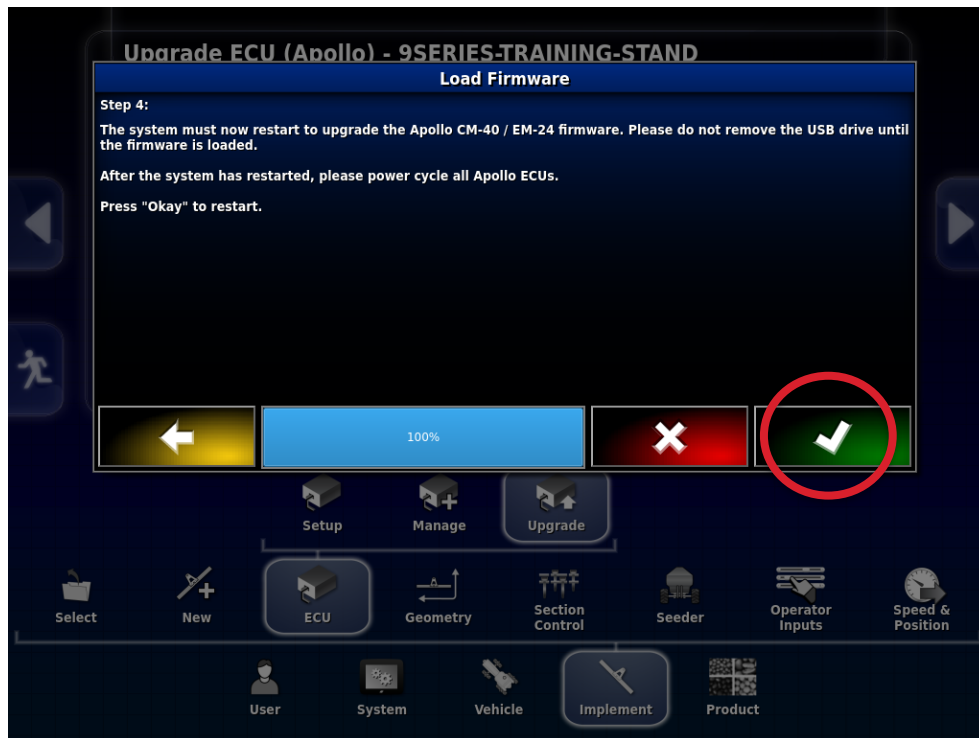 Upgrade ECU (Apollo) - 9SERIES-TRAINING-STAND
Load Firmware
Step 4:
The system must now restart to upgrade the Apollo CM-40 / EM-24 firmware. Please do not remove the USB drive until
the firmware is loaded.
After the system has restarted, please power cycle all Apollo ECUs.
Press "Okay" to restart.
100%
Setup
Manage
Upgrade
Select
New
ECU
Geometry
Section
Control
Seeder
Operator
Inputs
Speed &
Position
User
System
Vehicle
Implement
Product